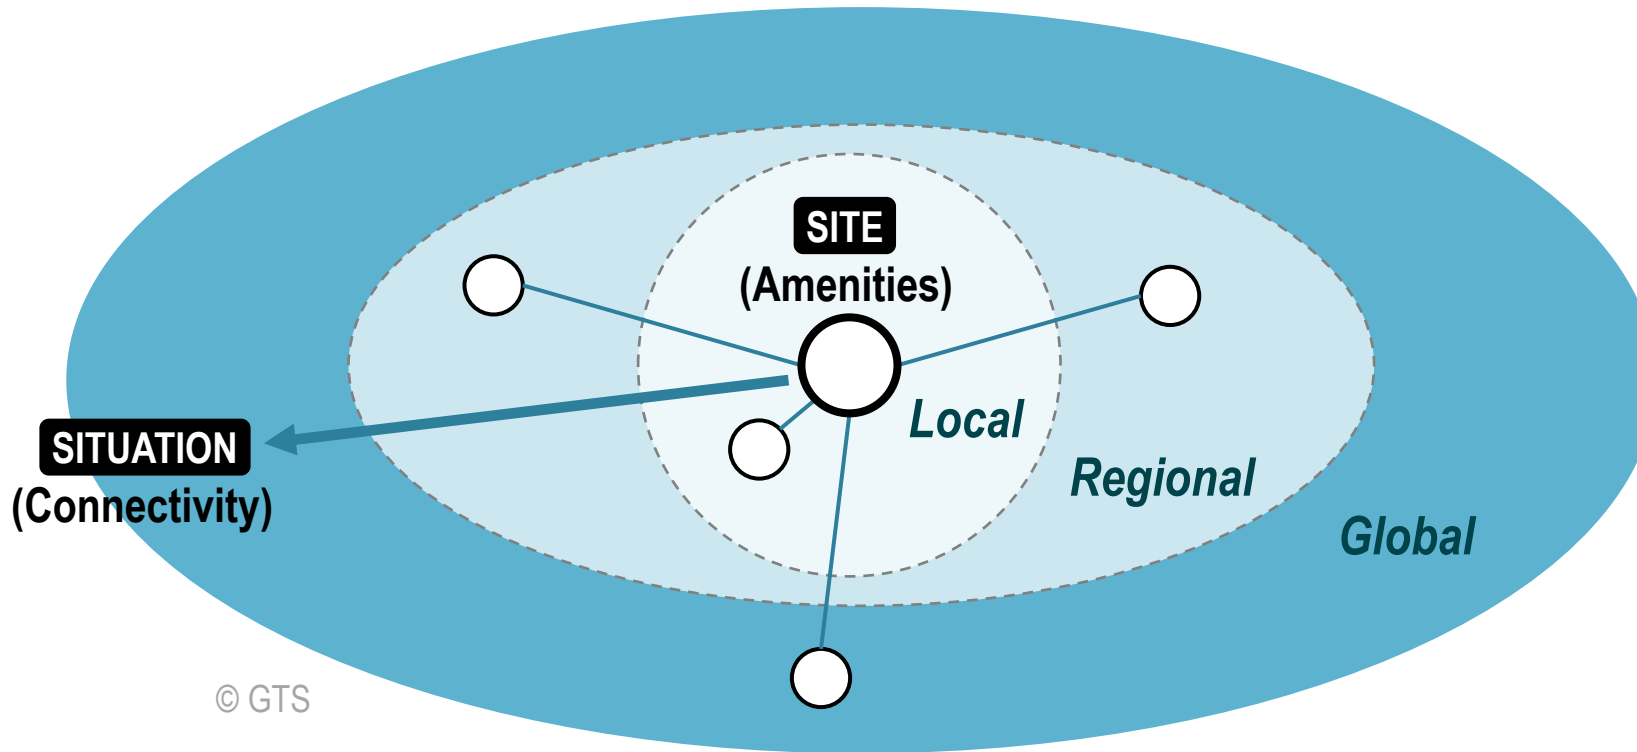 SITE
(Amenities)
Local
SITUATION
(Connectivity)
Regional
Global
© GTS